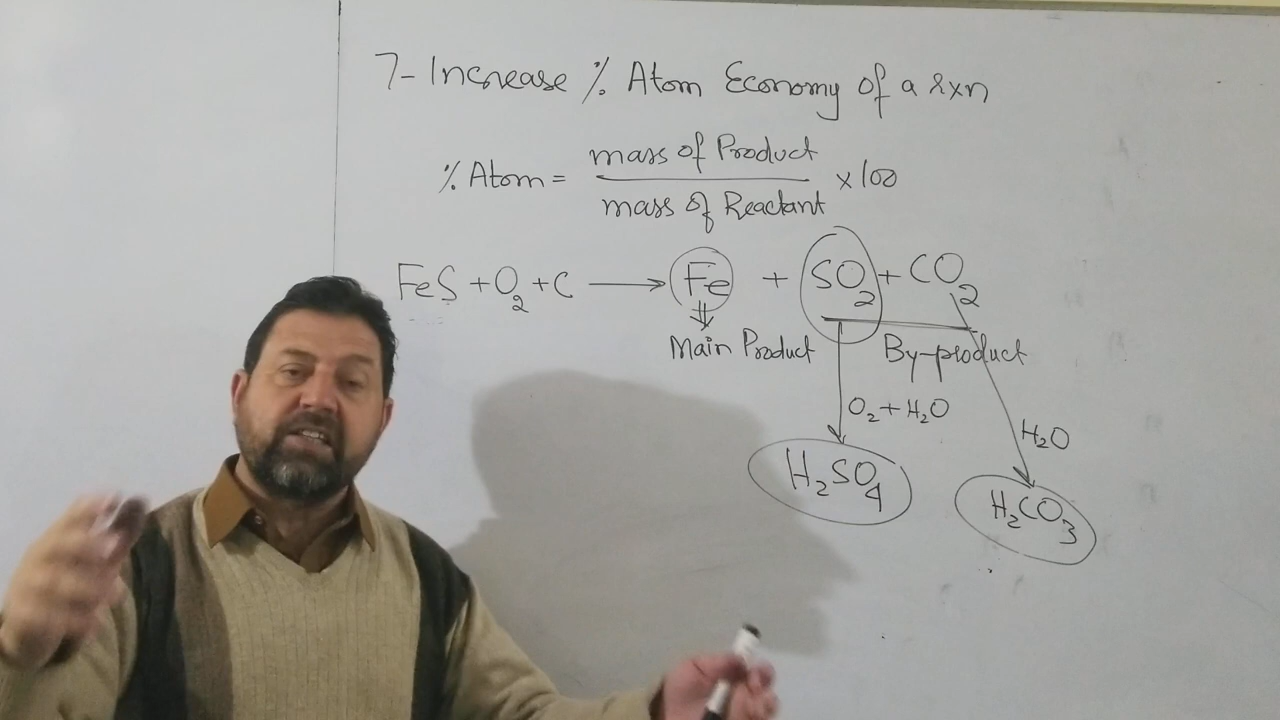 7- Increase % Atom Economy of a rxn
% Atom = mass of Product / mass of Reactant × 100
FeS + O₂ + C ⟶ Fe + SO₂ + CO₂
Main Product By-product
O₂ + H₂O
H₂O
H₂SO₄
H₂CO₃